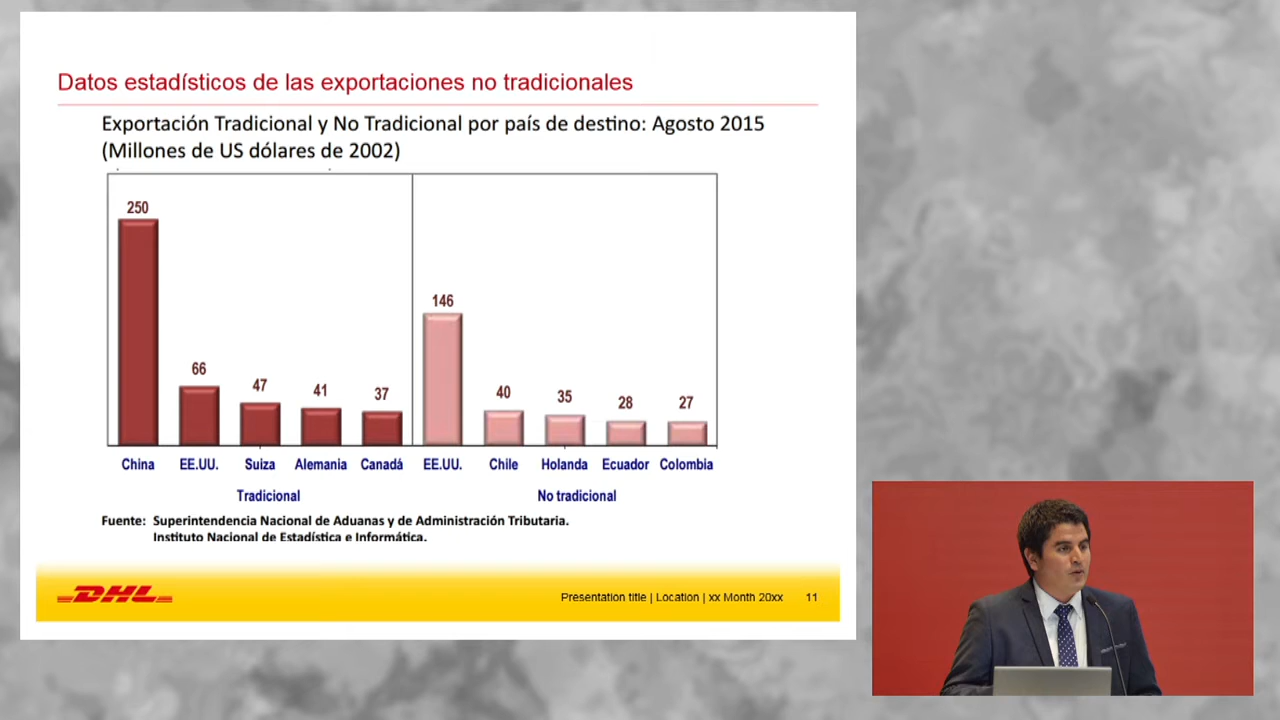 Datos estadísticos de las exportaciones no tradicionales
Exportación Tradicional y No Tradicional por país de destino: Agosto 2015
(Millones de US dólares de 2002)
250
66
47
41
37
146
40
35
28
27
China EE.UU. Suiza Alemania Canadá EE.UU. Chile Holanda Ecuador Colombia
Tradicional No tradicional
Fuente: Superintendencia Nacional de Aduanas y de Administración Tributaria.
Instituto Nacional de Estadística e Informática.
DHL Presentation title | Location | xx Month 20xx 11